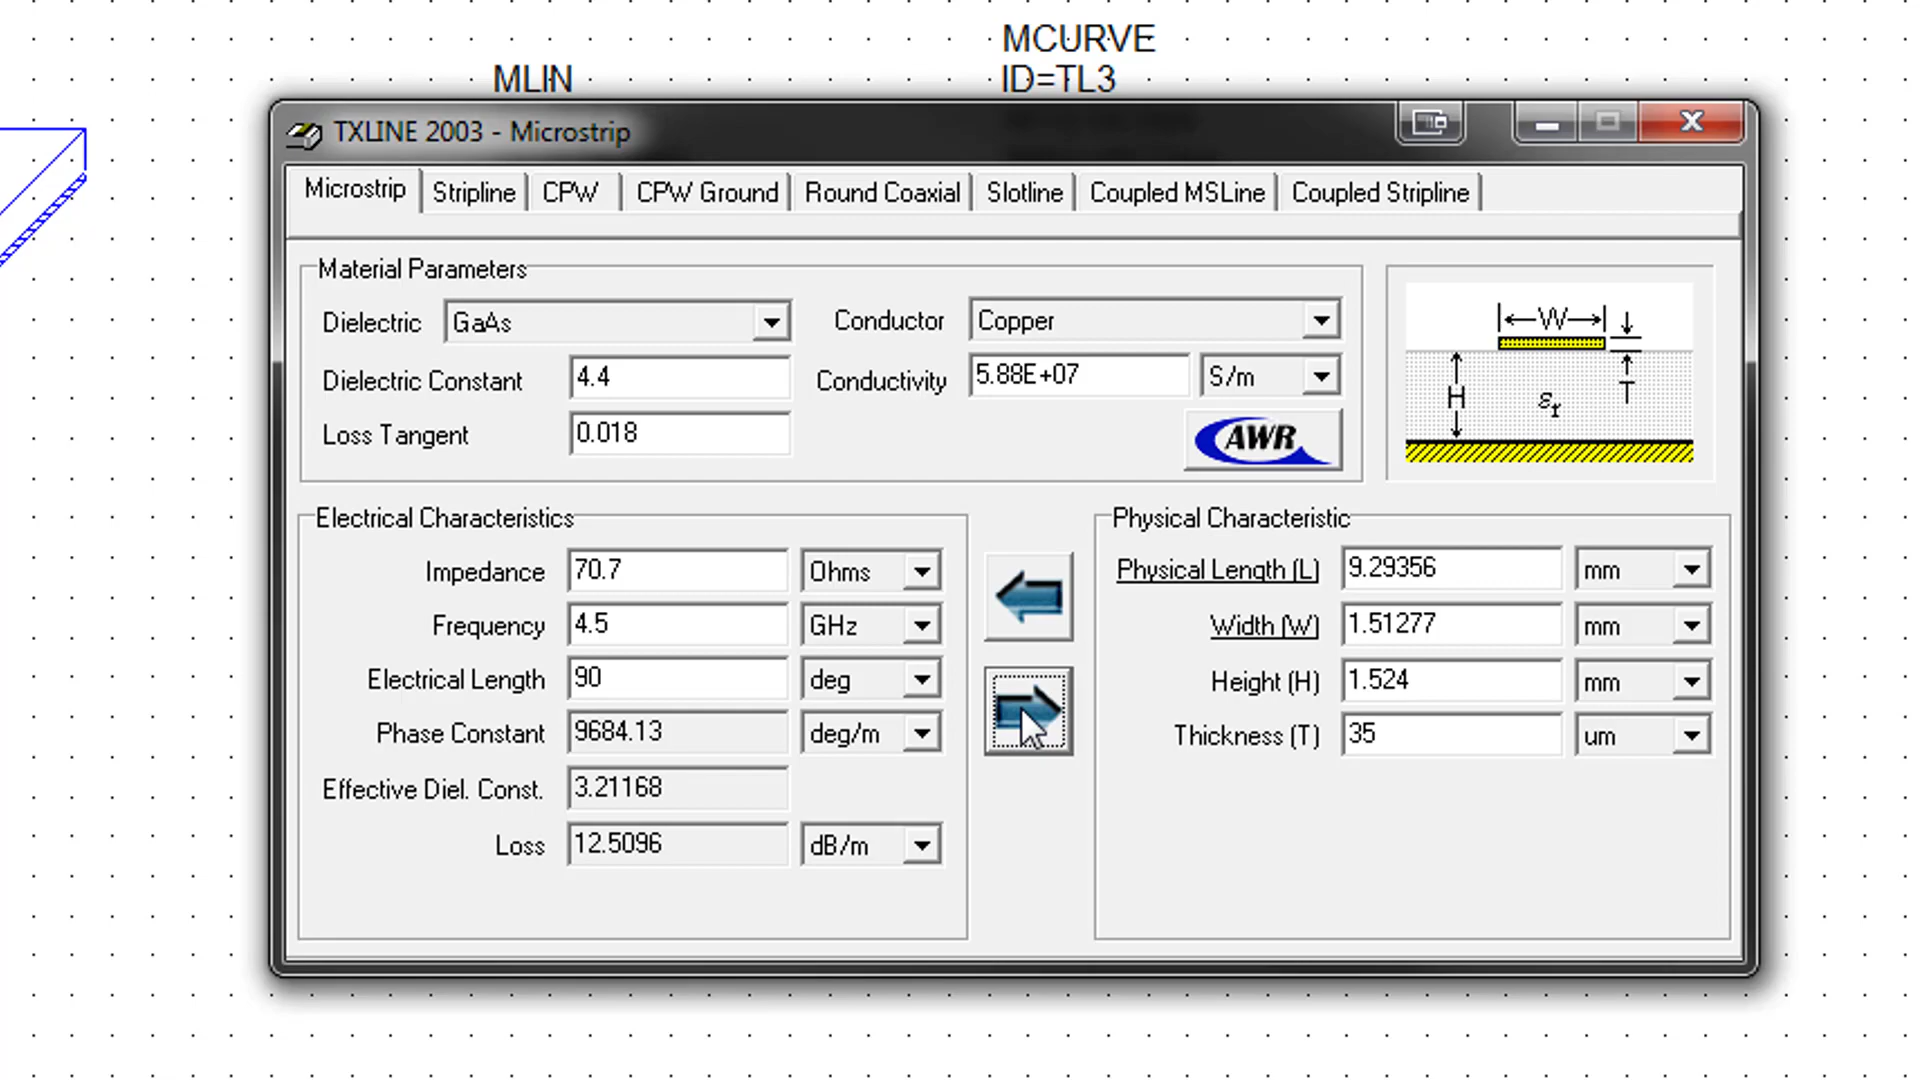 MCURVE
MLIN ID=TL3
TXLINE 2003 - Microstrip
Microstrip Stripline CPW CPW Ground Round Coaxial Slotline Coupled MSLine Coupled Stripline
Material Parameters
Dielectric GaAs Conductor Copper
Dielectric Constant 4.4 Conductivity 5.88E+07 S/m
Loss Tangent 0.018 AWR
W
H T
εr
Electrical Characteristics
Impedance 70.7 Ohms
Frequency 4.5 GHz
Electrical Length 90 deg
Phase Constant 9684.13 deg/m
Effective Diel. Const. 3.21168
Loss 12.5096 dB/m
Physical Characteristic
Physical Length (L) 9.29356 mm
Width (W) 1.51277 mm
Height (H) 1.524 mm
Thickness (T) 35 um